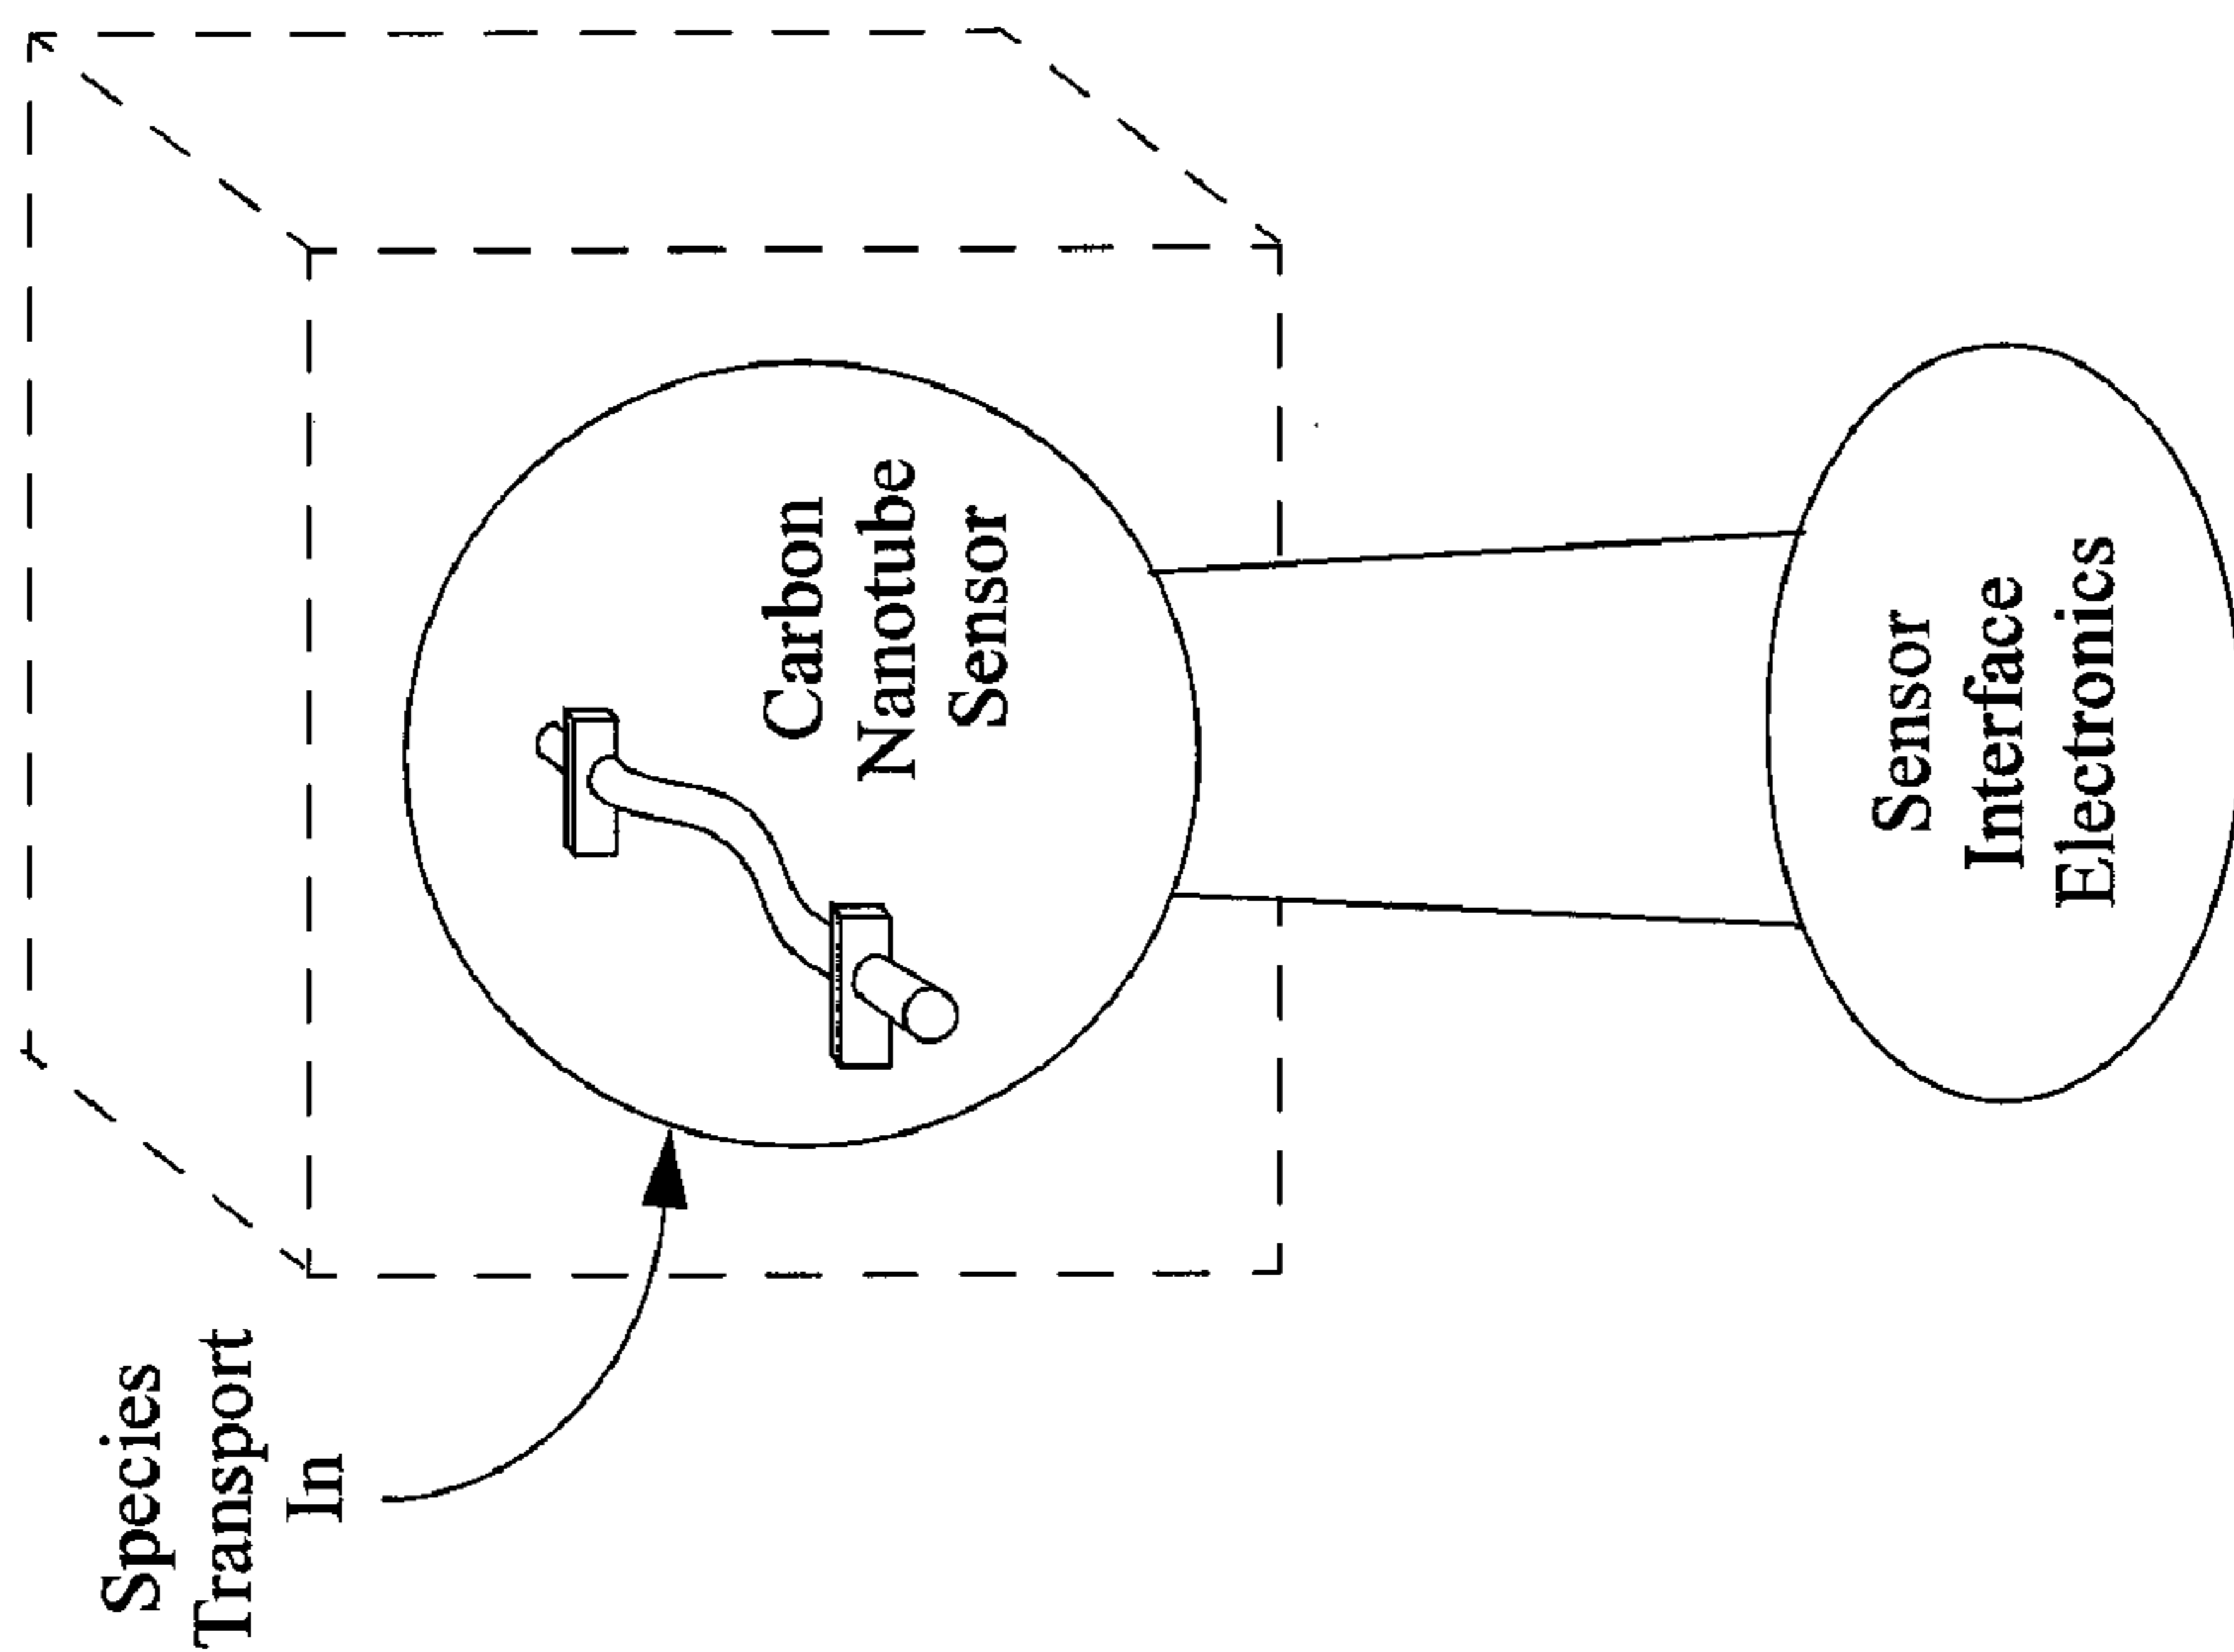 Species
Transport
In
Carbon
Nanotube
Sensor
Sensor
Interface
Electronics